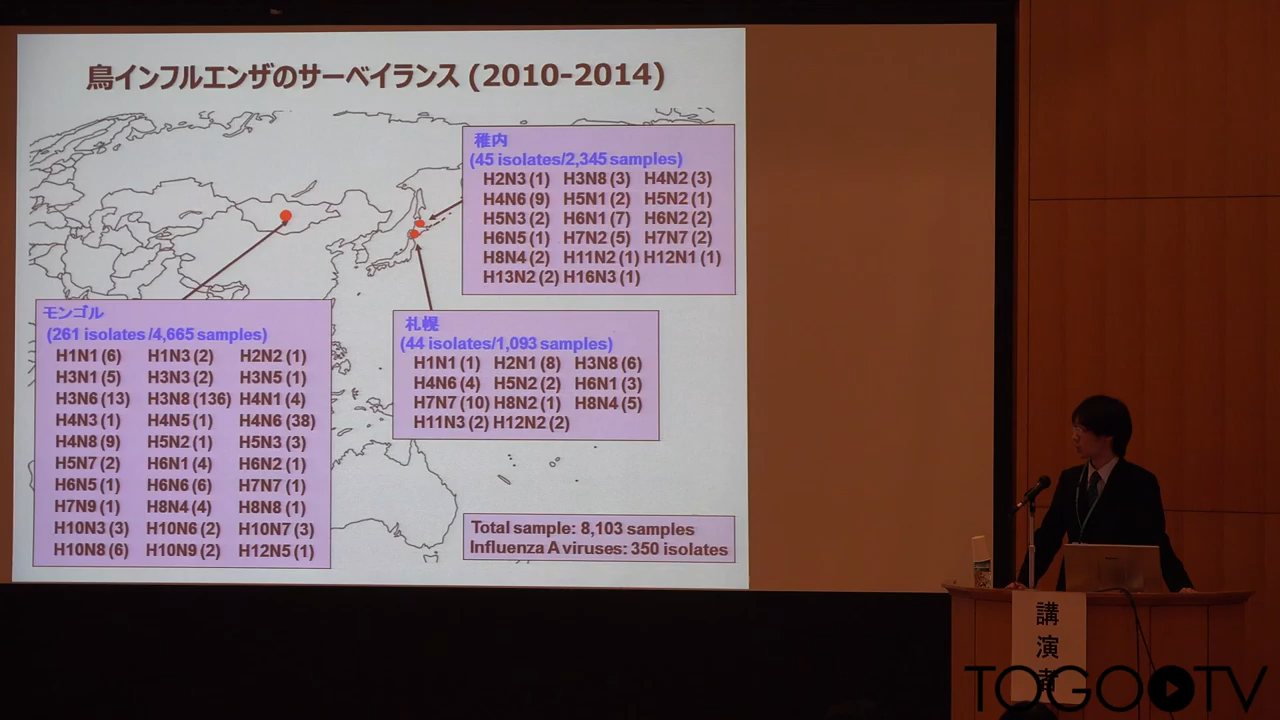 鳥インフルエンザのサーベイランス (2010-2014)
稚内
(45 isolates/2,345 samples)
H2N3 (1) H3N8 (3) H4N2 (3)
H4N6 (9) H5N1 (2) H5N2 (1)
H5N3 (2) H6N1 (7) H6N2 (2)
H6N5 (1) H7N2 (5) H7N7 (2)
H8N4 (2) H11N2 (1) H12N1 (1)
H13N2 (2) H16N3 (1)
モンゴル
(261 isolates /4,665 samples)
H1N1 (6) H1N3 (2) H2N2 (1)
H3N1 (5) H3N3 (2) H3N5 (1)
H3N6 (13) H3N8 (136) H4N1 (4)
H4N3 (1) H4N5 (1) H4N6 (38)
H4N8 (9) H5N2 (1) H5N3 (3)
H5N7 (2) H6N1 (4) H6N2 (1)
H6N5 (1) H6N6 (6) H7N7 (1)
H7N9 (1) H8N4 (4) H8N8 (1)
H10N3 (3) H10N6 (2) H10N7 (3)
H10N8 (6) H10N9 (2) H12N5 (1)
札幌
(44 isolates/1,093 samples)
H1N1 (1) H2N1 (8) H3N8 (6)
H4N6 (4) H5N2 (2) H6N1 (3)
H7N7 (10) H8N2 (1) H8N4 (5)
H11N3 (2) H12N2 (2)
Total sample: 8,103 samples
Influenza A viruses: 350 isolates
講
演
者
TOGOTV